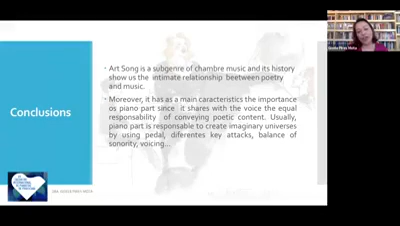 Conclusions
• Art Song is a subgenre of chambre music and its history
show us the intimate relationship beetween poetry
and music.
• Moreover, it has as a main caracteristics the importance
os piano part since it shares with the voice the equal
responsability of conveying poetic content. Usually,
piano part is responsable to create imaginary universes
by using pedal, diferentes key attacks, balance of
sonority, voicing...